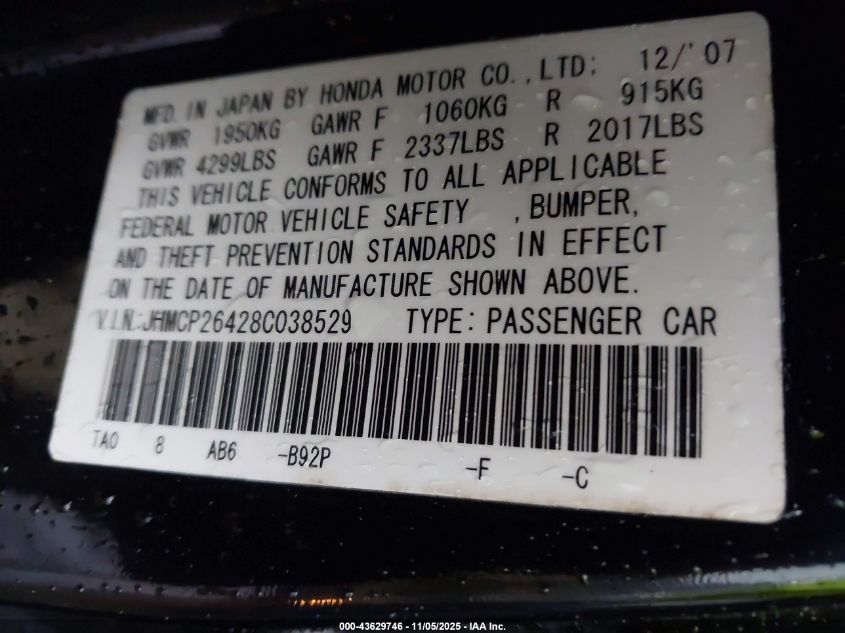 MFD. IN JAPAN BY HONDA MOTOR CO.,LTD: 12/'07
GVWR 1950KG GAWR F 1060KG R 915KG
GVWR 4299LBS GAWR F 2337LBS R 2017LBS
THIS VEHICLE CONFORMS TO ALL APPLICABLE
FEDERAL MOTOR VEHICLE SAFETY ,BUMPER,
AND THEFT PREVENTION STANDARDS IN EFFECT
ON THE DATE OF MANUFACTURE SHOWN ABOVE.
V.I.N.:JHMCP26428C038529 TYPE: PASSENGER CAR
TA0 8 AB6 -B92P -F -C
000-43629746 - 11/05/2025 - IAA Inc.